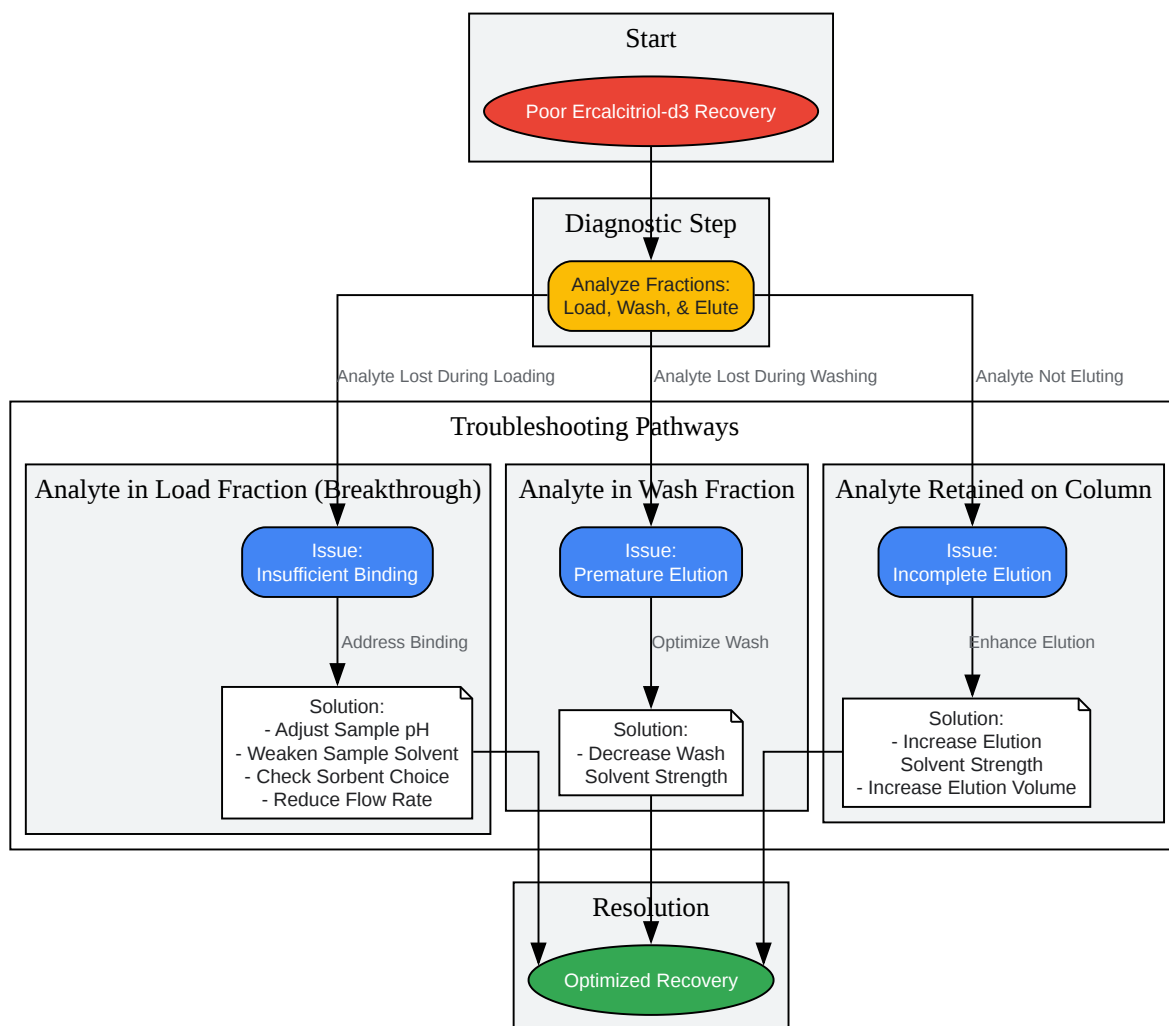 Start
Poor Ercalcitriol-d3 Recovery
Diagnostic Step
Analyze Fractions:
Load, Wash, & Elute
Analyte Lost During Loading
Analyte Lost During Washing
Analyte Not Eluting
Troubleshooting Pathways
Analyte in Load Fraction (Breakthrough)
Issue:
Insufficient Binding
Address Binding
Solution:
- Adjust Sample pH
- Weaken Sample Solvent
- Check Sorbent Choice
- Reduce Flow Rate
Analyte in Wash Fraction
Issue:
Premature Elution
Optimize Wash
Solution:
- Decrease Wash
Solvent Strength
Analyte Retained on Column
Issue:
Incomplete Elution
Enhance Elution
Solution:
- Increase Elution
Solvent Strength
- Increase Elution Volume
Resolution
Optimized Recovery